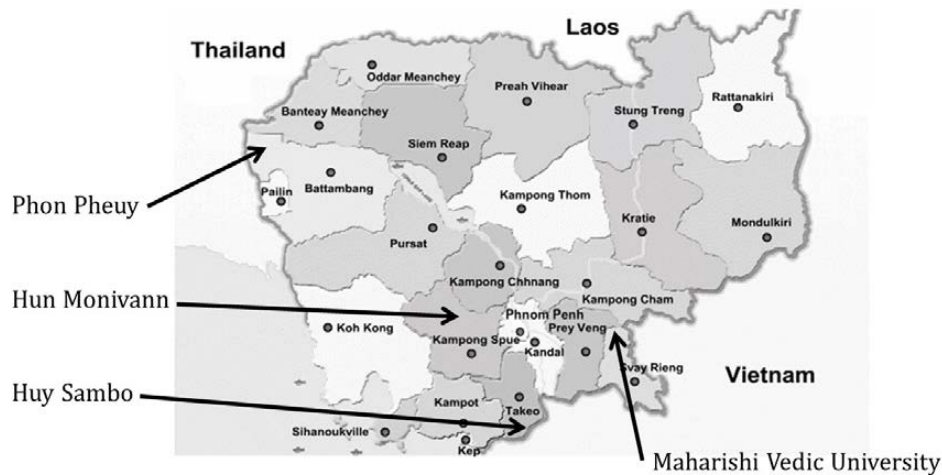 Thailand
Laos
Oddar Meanchey
Preah Vihear
Rattanakiri
Stung Treng
Banteay Meanchey
Siem Reap
Phon Pheuy
Pailin
Battambang
Kampong Thom
Kratie
Mondulkiri
Pursat
Kampong Chhnang
Kampong Cham
Hun Monivann
Koh Kong
Phnom Penh
Prey Veng
Kampong Spue
Kandal
Svay Rieng
Vietnam
Huy Sambo
Kampot
Takeo
Sihanoukville
Kep
Maharishi Vedic University